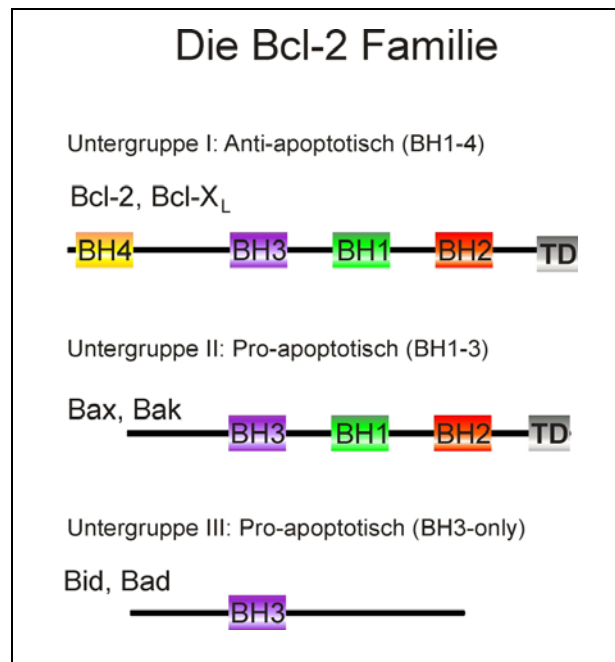 Die Bcl-2 Familie
Untergruppe I: Anti-apoptotisch (BH1-4)
Bcl-2, Bcl-X_L
BH4 BH3 BH1 BH2 TD
Untergruppe II: Pro-apoptotisch (BH1-3)
Bax, Bak
BH3 BH1 BH2 TD
Untergruppe III: Pro-apoptotisch (BH3-only)
Bid, Bad
BH3